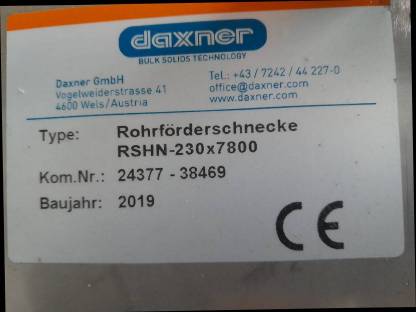 daxner
BULK SOLIDS TECHNOLOGY
Daxner GmbH
Vogelweiderstrasse 41
4600 Wels/Austria
Tel.: +43 / 7242 / 44 227-0
office@daxner.com
www.daxner.com
Type: Rohrförderschnecke
RSHN-230x7800
Kom.Nr.: 24377 - 38469
Baujahr: 2019
CE